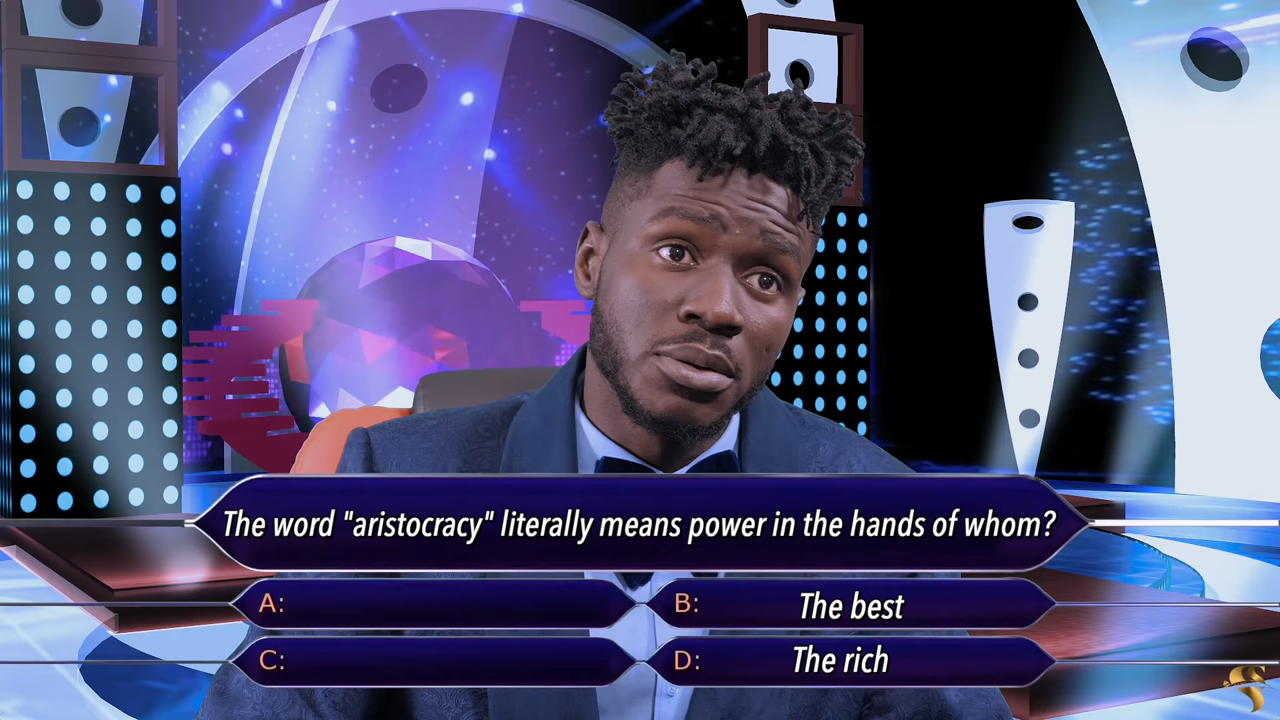 The word "aristocracy" literally means power in the hands of whom?
A:
B: The best
C:
D: The rich